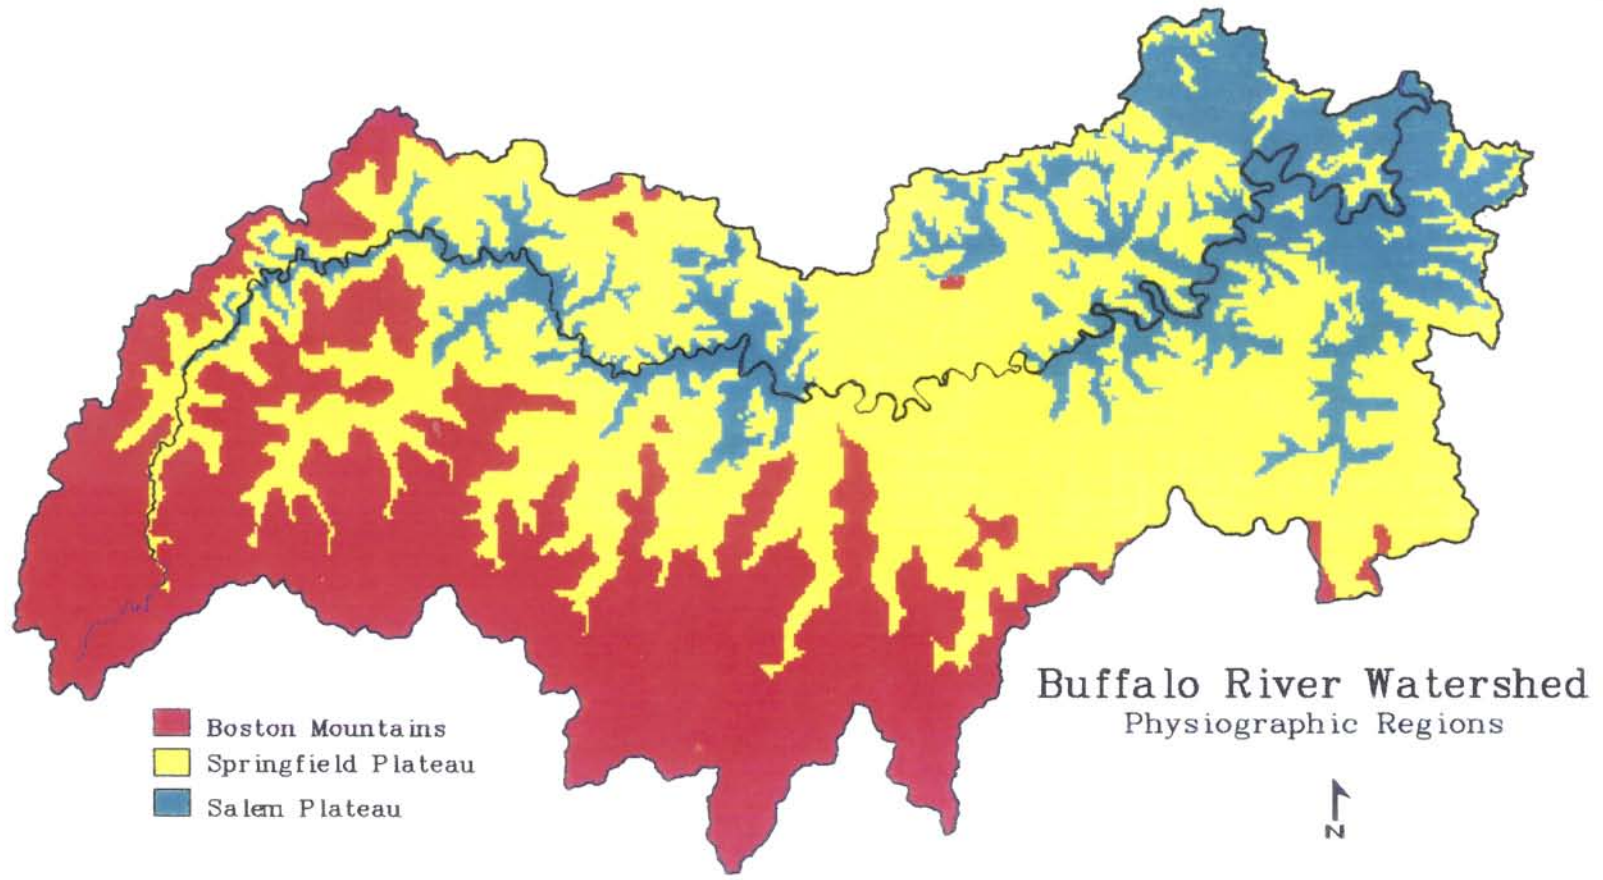 Buffalo River Watershed
Physiographic Regions
Boston Mountains
Springfield Plateau
Salem Plateau
N